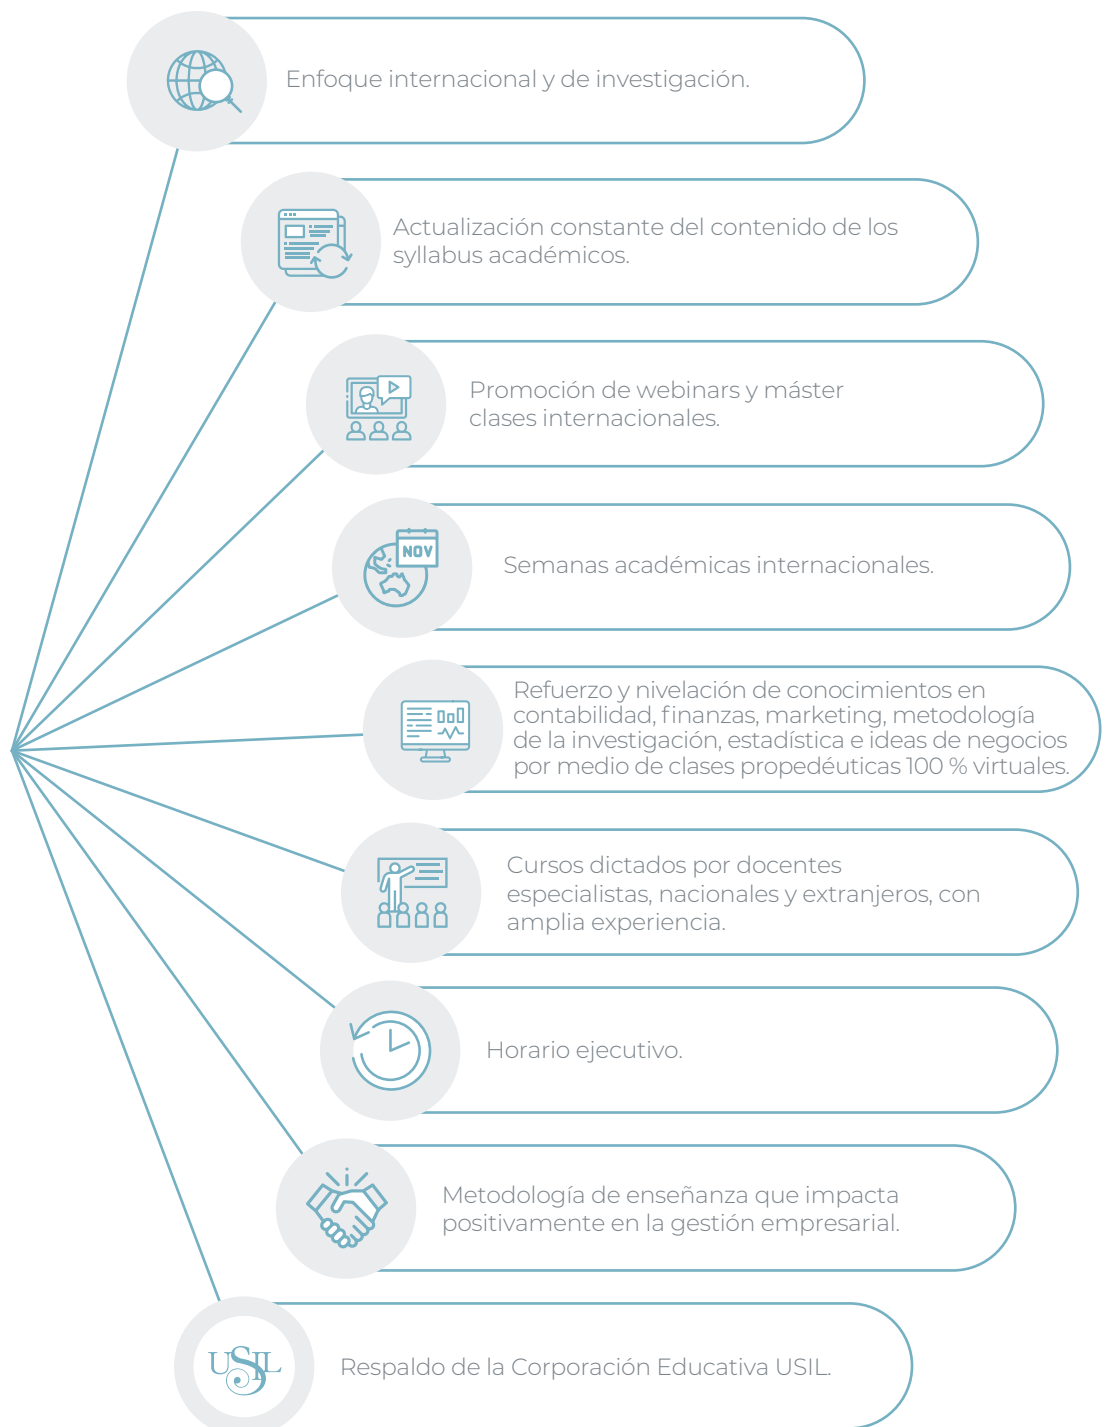 Enfoque internacional y de investigación.
Actualización constante del contenido de los
syllabus académicos.
Promoción de webinars y máster
clases internacionales.
NOV
Semanas académicas internacionales.
Refuerzo y nivelación de conocimientos en
contabilidad, finanzas, marketing, metodología
de la investigación, estadística e ideas de negocios
por medio de clases propedéuticas 100 % virtuales.
Cursos dictados por docentes
especialistas, nacionales y extranjeros, con
amplia experiencia.
Horario ejecutivo.
Metodología de enseñanza que impacta
positivamente en la gestión empresarial.
USIL
Respaldo de la Corporación Educativa USIL.